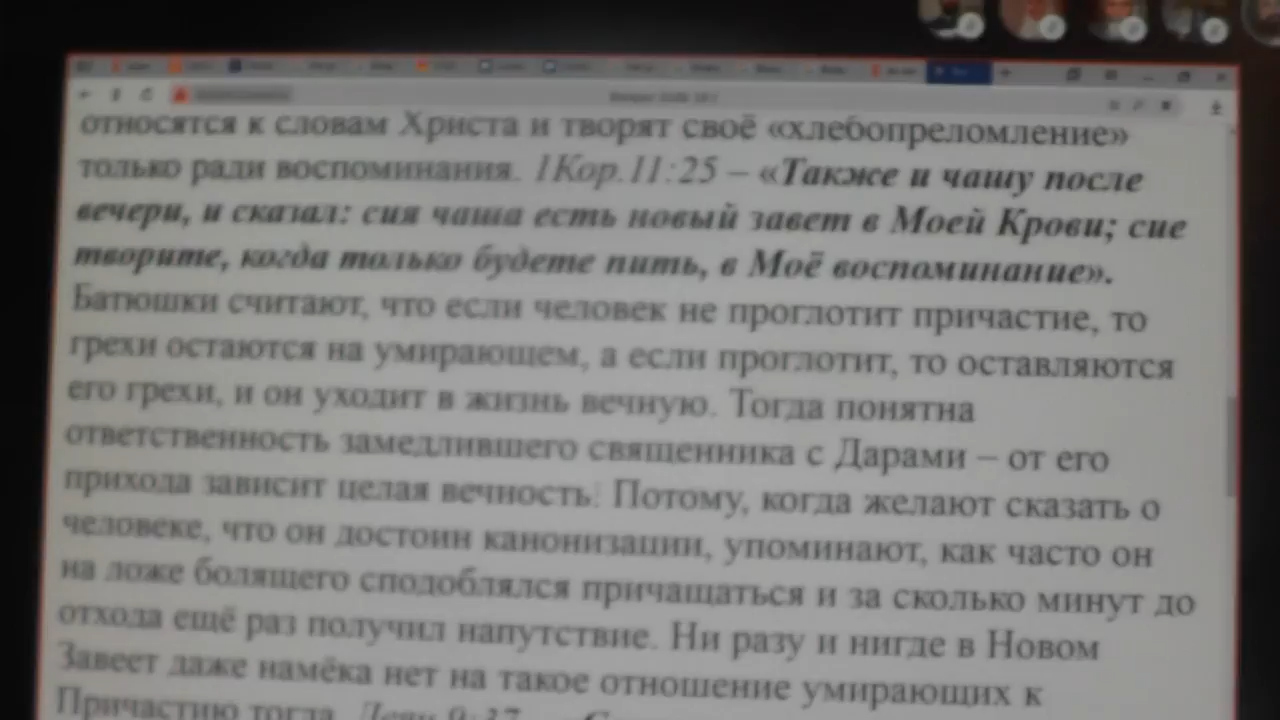 относятся к словам Христа и творят своё «хлебопреломление»
только ради воспоминания. 1Кор.11:25 – «Также и чашу после
вечери, и сказал: сия чаша есть новый завет в Моей Крови; сие
творите, когда только будете пить, в Моё воспоминание».
Батюшки считают, что если человек не проглотит причастие, то
грехи остаются на умирающем, а если проглотит, то оставляются
его грехи, и он уходит в жизнь вечную. Тогда понятна
ответственность замедлившего священника с Дарами – от его
прихода зависит целая вечность. Потому, когда желают сказать о
человеке, что он достоин канонизации, упоминают, как часто он
на ложе болящего сподоблялся причащаться и за сколько минут до
отхода ещё раз получил напутствие. Ни разу и нигде в Новом
Завеет даже намёка нет на такое отношение умирающих к
Причастию тогда.